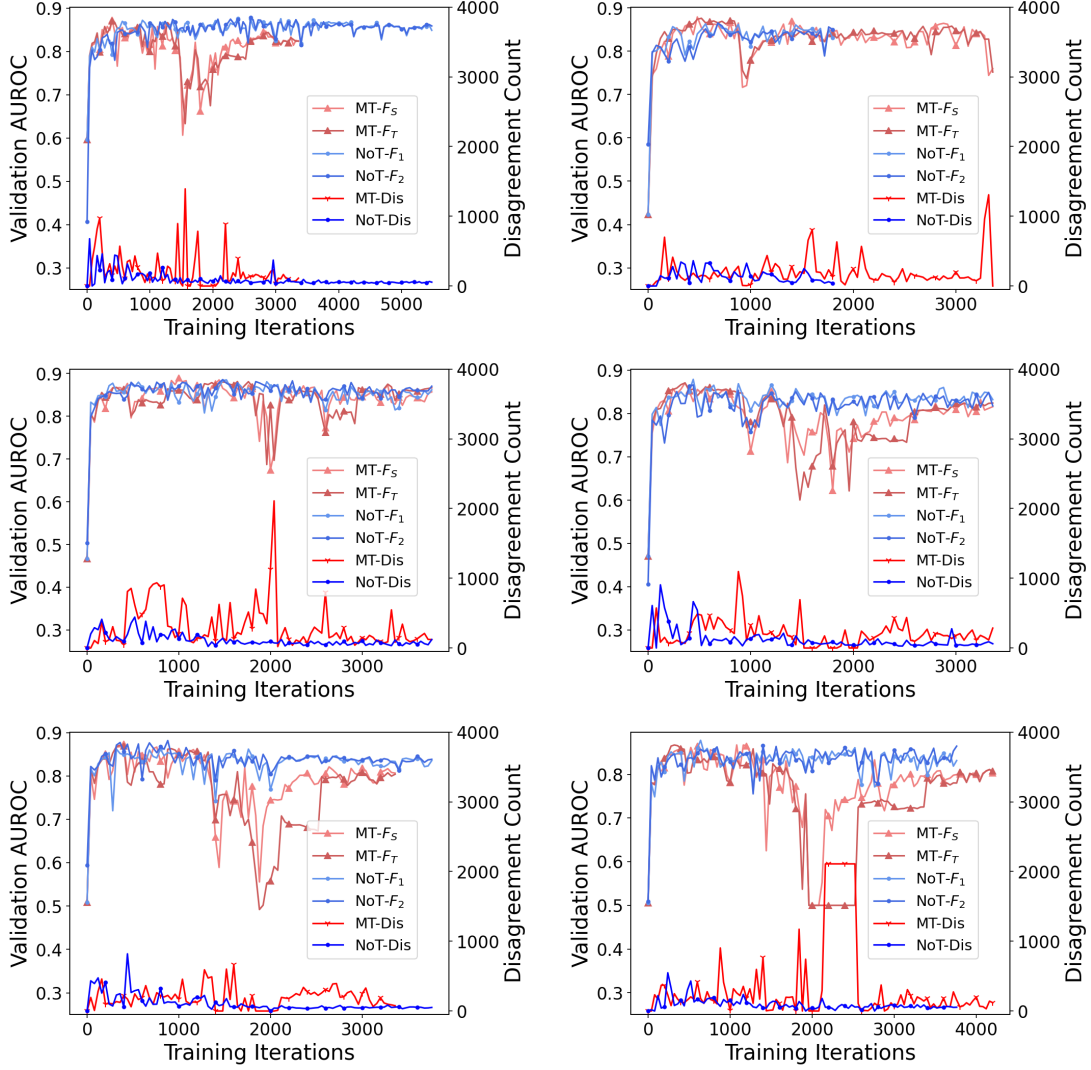 0.9
0.8
0.7
0.6
0.5
0.4
0.3
Validation AUROC
0 1000 2000 3000 4000 5000
Training Iterations
4000
3000
2000
1000
0
Disagreement Count
MT-F_S
MT-F_T
NoT-F_1
NoT-F_2
MT-Dis
NoT-Dis
0.9
0.8
0.7
0.6
0.5
0.4
0.3
Validation AUROC
0 1000 2000 3000
Training Iterations
4000
3000
2000
1000
0
Disagreement Count
MT-F_S
MT-F_T
NoT-F_1
NoT-F_2
MT-Dis
NoT-Dis
0.9
0.8
0.7
0.6
0.5
0.4
0.3
Validation AUROC
0 1000 2000 3000
Training Iterations
4000
3000
2000
1000
0
Disagreement Count
MT-F_S
MT-F_T
NoT-F_1
NoT-F_2
MT-Dis
NoT-Dis
0.9
0.8
0.7
0.6
0.5
0.4
0.3
Validation AUROC
0 1000 2000 3000
Training Iterations
4000
3000
2000
1000
0
Disagreement Count
MT-F_S
MT-F_T
NoT-F_1
NoT-F_2
MT-Dis
NoT-Dis
0.9
0.8
0.7
0.6
0.5
0.4
0.3
Validation AUROC
0 1000 2000 3000
Training Iterations
4000
3000
2000
1000
0
Disagreement Count
MT-F_S
MT-F_T
NoT-F_1
NoT-F_2
MT-Dis
NoT-Dis
0.8
0.7
0.6
0.5
0.4
0.3
Validation AUROC
0 1000 2000 3000 4000
Training Iterations
4000
3000
2000
1000
0
Disagreement Count
MT-F_S
MT-F_T
NoT-F_1
NoT-F_2
MT-Dis
NoT-Dis